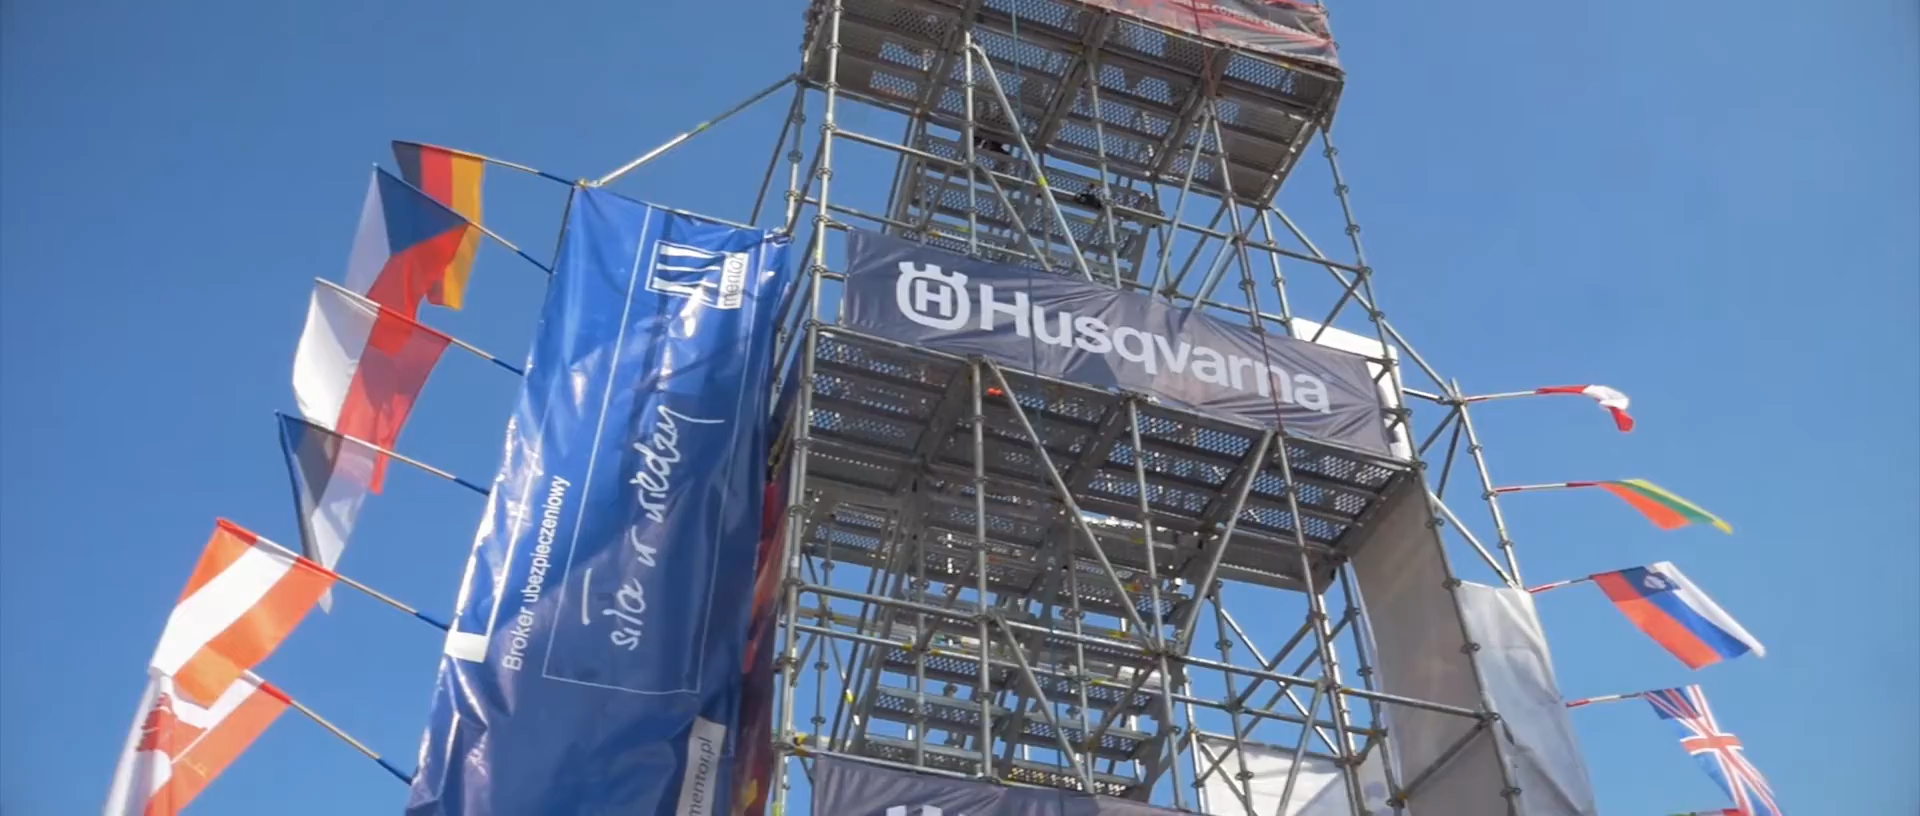 mentor
Husqvarna
siła w wiedzy
Broker ubezpieczeniowy
mentor.pl